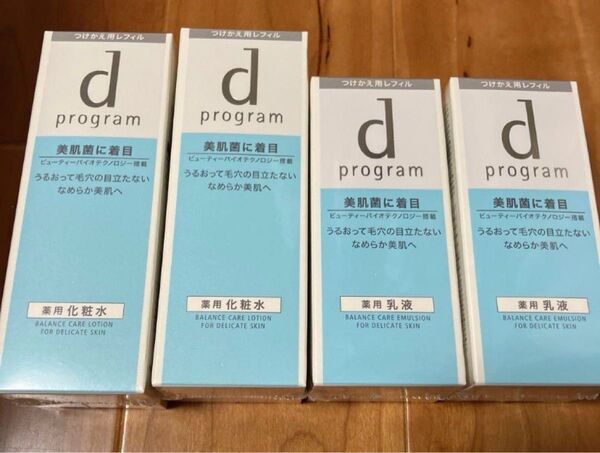 つけかえ用レフィル
d
program
美肌菌に着目
ビューティーバイオテクノロジー搭載
うるおって毛穴の目立たない
なめらか美肌へ
薬用 化粧水
BALANCE CARE LOTION
FOR DELICATE SKIN
つけかえ用レフィル
d
program
美肌菌に着目
ビューティーバイオテクノロジー搭載
うるおって毛穴の目立たない
なめらか美肌へ
薬用 化粧水
BALANCE CARE LOTION
FOR DELICATE SKIN
つけかえ用レフィル
d
program
美肌菌に着目
ビューティーバイオテクノロジー搭載
うるおって毛穴の目立たない
なめらか美肌へ
薬用 乳液
BALANCE CARE EMULSION
FOR DELICATE SKIN
つけかえ用レフィル
d
program
美肌菌に着目
ビューティーバイオテクノロジー搭載
うるおって毛穴の目立たない
なめらか美肌へ
薬用 乳液
BALANCE CARE EMULSION
FOR DELICATE SKIN